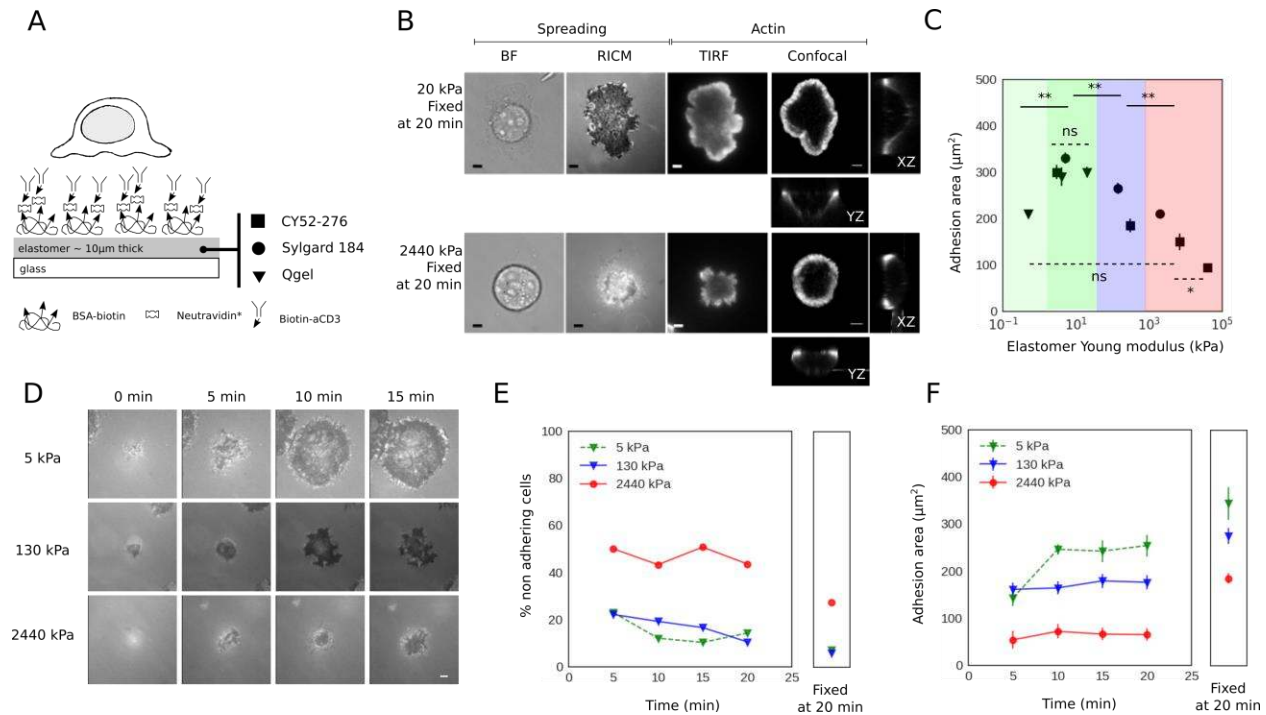 A
elastomer ~ 10μm thick
glass
CY52-276
Sylgard 184
Qgel
BSA-biotin
Neutravidin*
Biotin-aCD3
B
Spreading
Actin
BF
RICM
TIRF
Confocal
20 kPa
Fixed
at 20 min
XZ
YZ
2440 kPa
Fixed
at 20 min
XZ
YZ
C
Adhesion area (μm²)
500
400
300
200
100
0
**
**
**
ns
ns
*
10⁻¹
10¹
10³
10⁵
Elastomer Young modulus (kPa)
D
0 min
5 min
10 min
15 min
5 kPa
130 kPa
2440 kPa
E
% non adhering cells
100
80
60
40
20
0
5 kPa
130 kPa
2440 kPa
0
5
10
15
20
25
Time (min)
Fixed
at 20 min
F
Adhesion area (μm²)
500
400
300
200
100
0
5 kPa
130 kPa
2440 kPa
0
5
10
15
20
25
Time (min)
Fixed
at 20 min